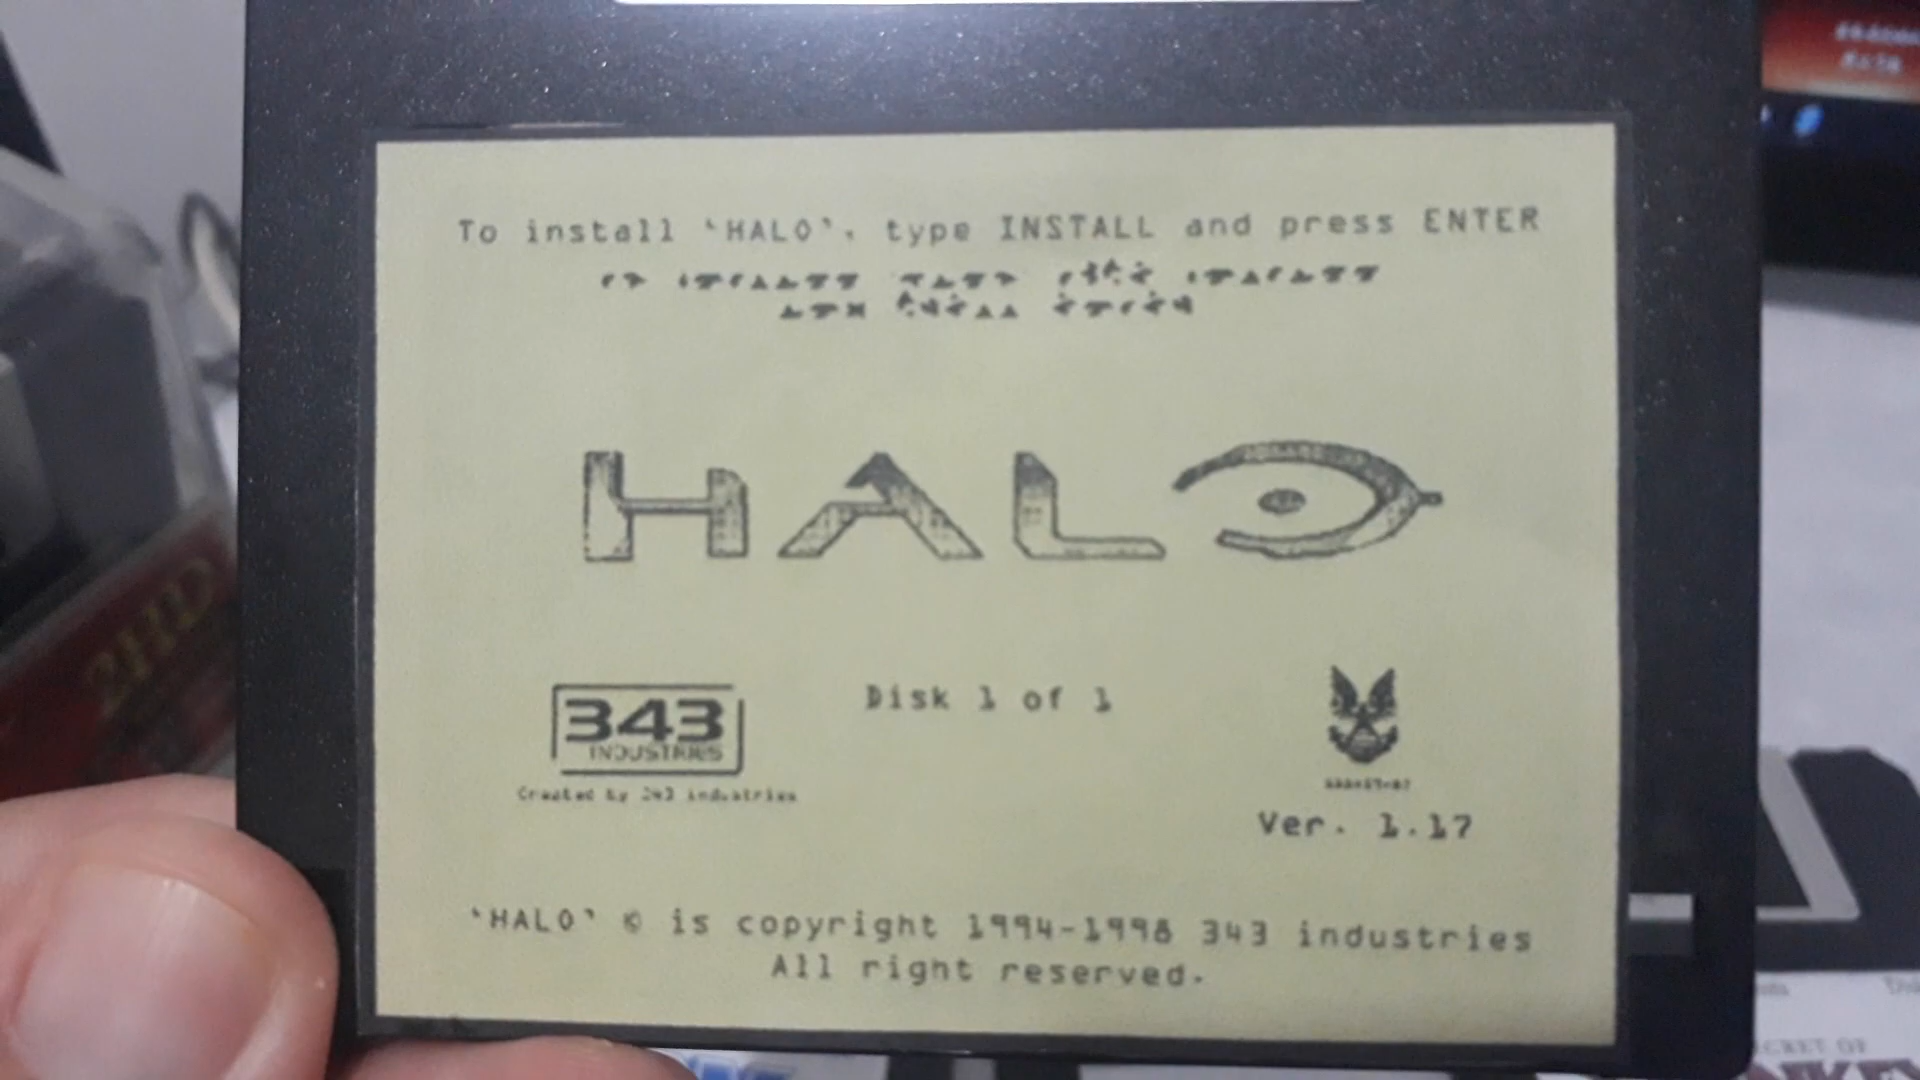 To install ‘HALO’, type INSTALL and press ENTER
HALO
343
INDUSTRIES
Created by 343 industries
Disk 1 of 1
Ver. 1.17
‘HALO’ © is copyright 1994-1998 343 industries
All right reserved.
2HD